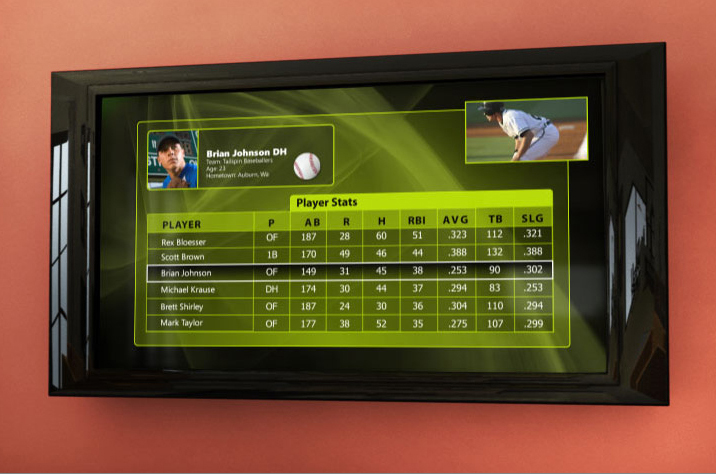 Brian Johnson DH
Team: Tailspin Baseballers
Age: 23
Hometown: Auburn, Wa
Player Stats
PLAYER P AB R H RBI AVG TB SLG
Rex Bloesser OF 187 28 60 51 .323 112 .321
Scott Brown 1B 170 49 46 44 .388 132 .388
Brian Johnson OF 149 31 45 38 .253 90 .302
Michael Krause DH 174 30 44 37 .294 83 .253
Brett Shirley OF 187 24 30 36 .304 110 .294
Mark Taylor OF 177 38 52 35 .275 107 .299